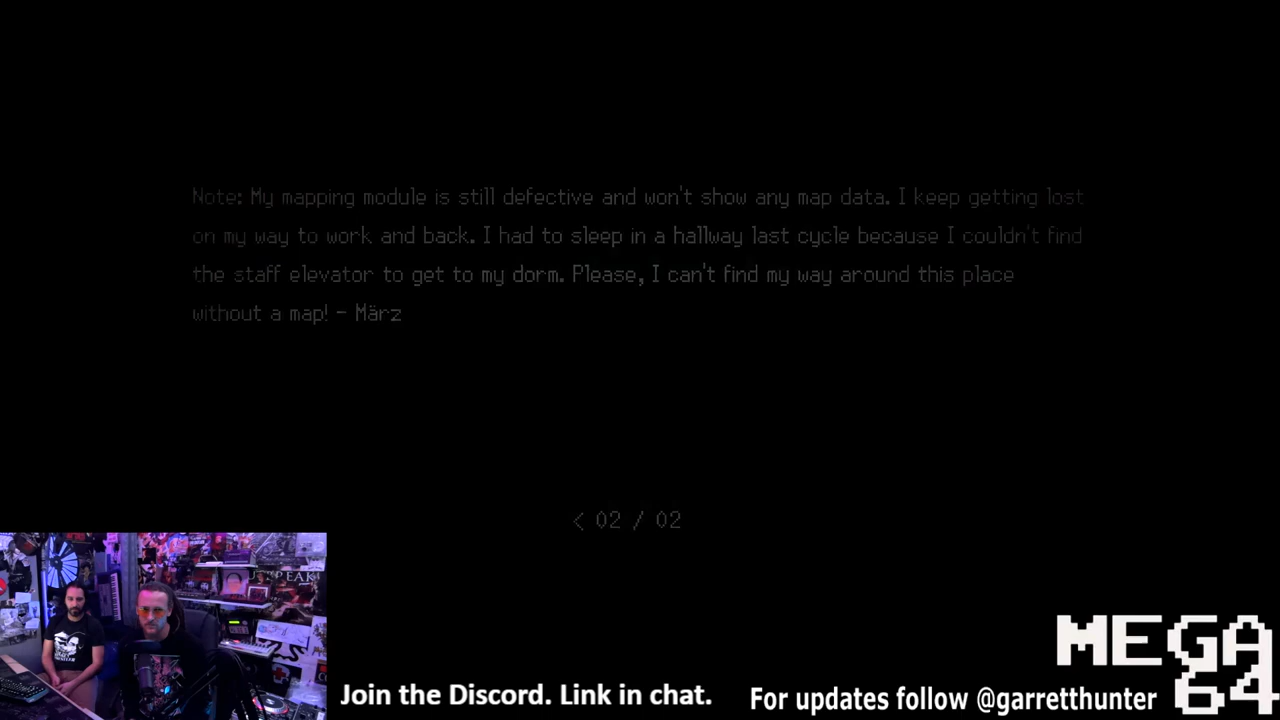 Note: My mapping module is still defective and won't show any map data. I keep getting lost
on my way to work and back. I had to sleep in a hallway last cycle because I couldn't find
the staff elevator to get to my dorm. Please, I can't find my way around this place
without a map! - März
< 02 / 02
Join the Discord. Link in chat.
For updates follow @garretthunter
MEGA
64